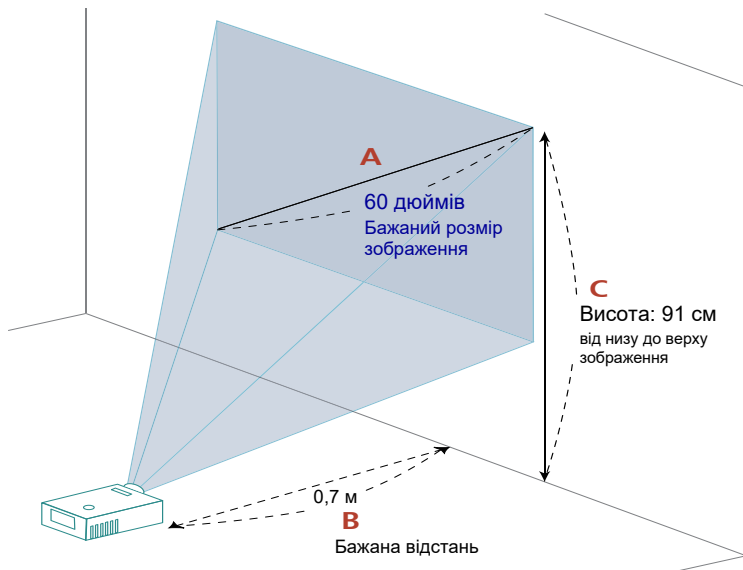 A
60 дюймів
Бажаний розмір
зображення
C
Висота: 91 см
від низу до верху
зображення
0,7 м
B
Бажана відстань